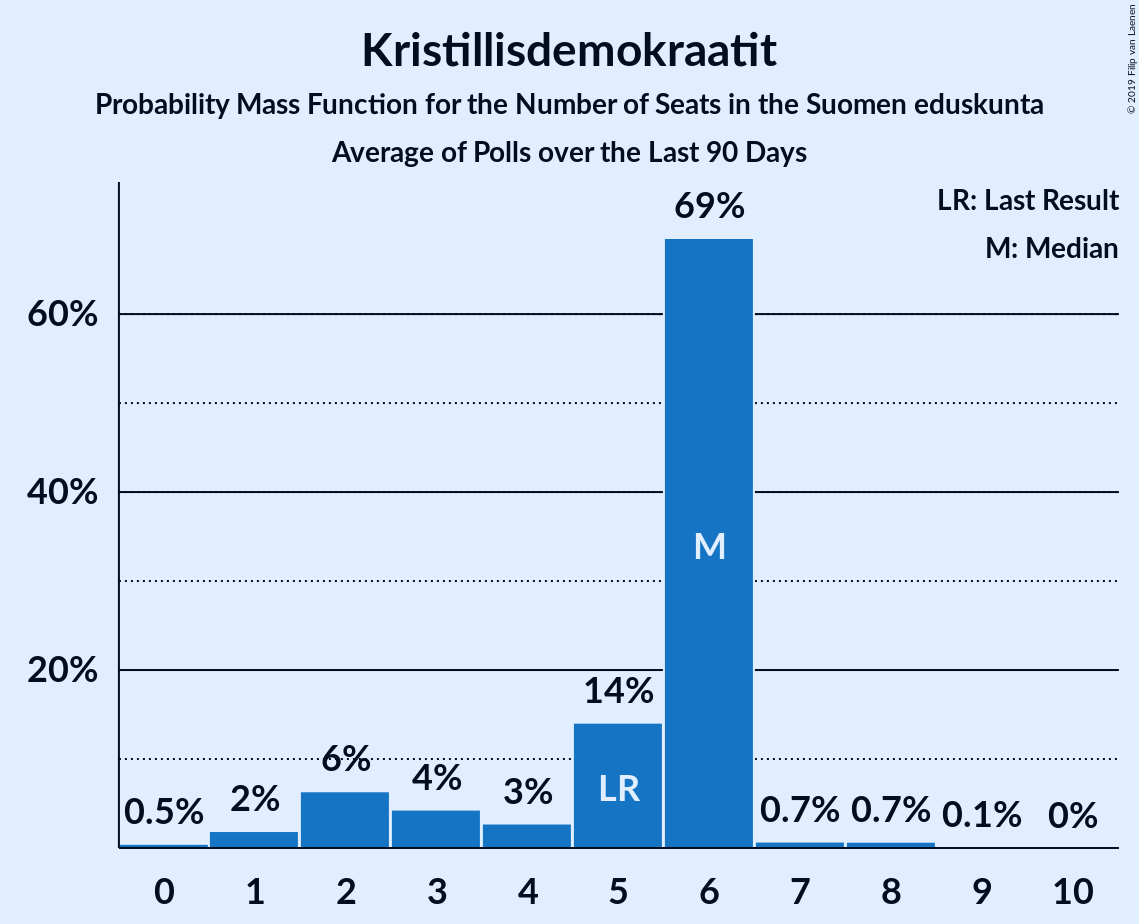 Kristillisdemokraatit
Probability Mass Function for the Number of Seats in the Suomen eduskunta
Average of Polls over the Last 90 Days
© 2019 Filip van Laenen
LR: Last Result
M: Median
69%
60%
40%
20%
14%
6%
4%
3%
2%
0.5%
0.7%
0.7%
0.1%
0%
M
LR
0 1 2 3 4 5 6 7 8 9 10